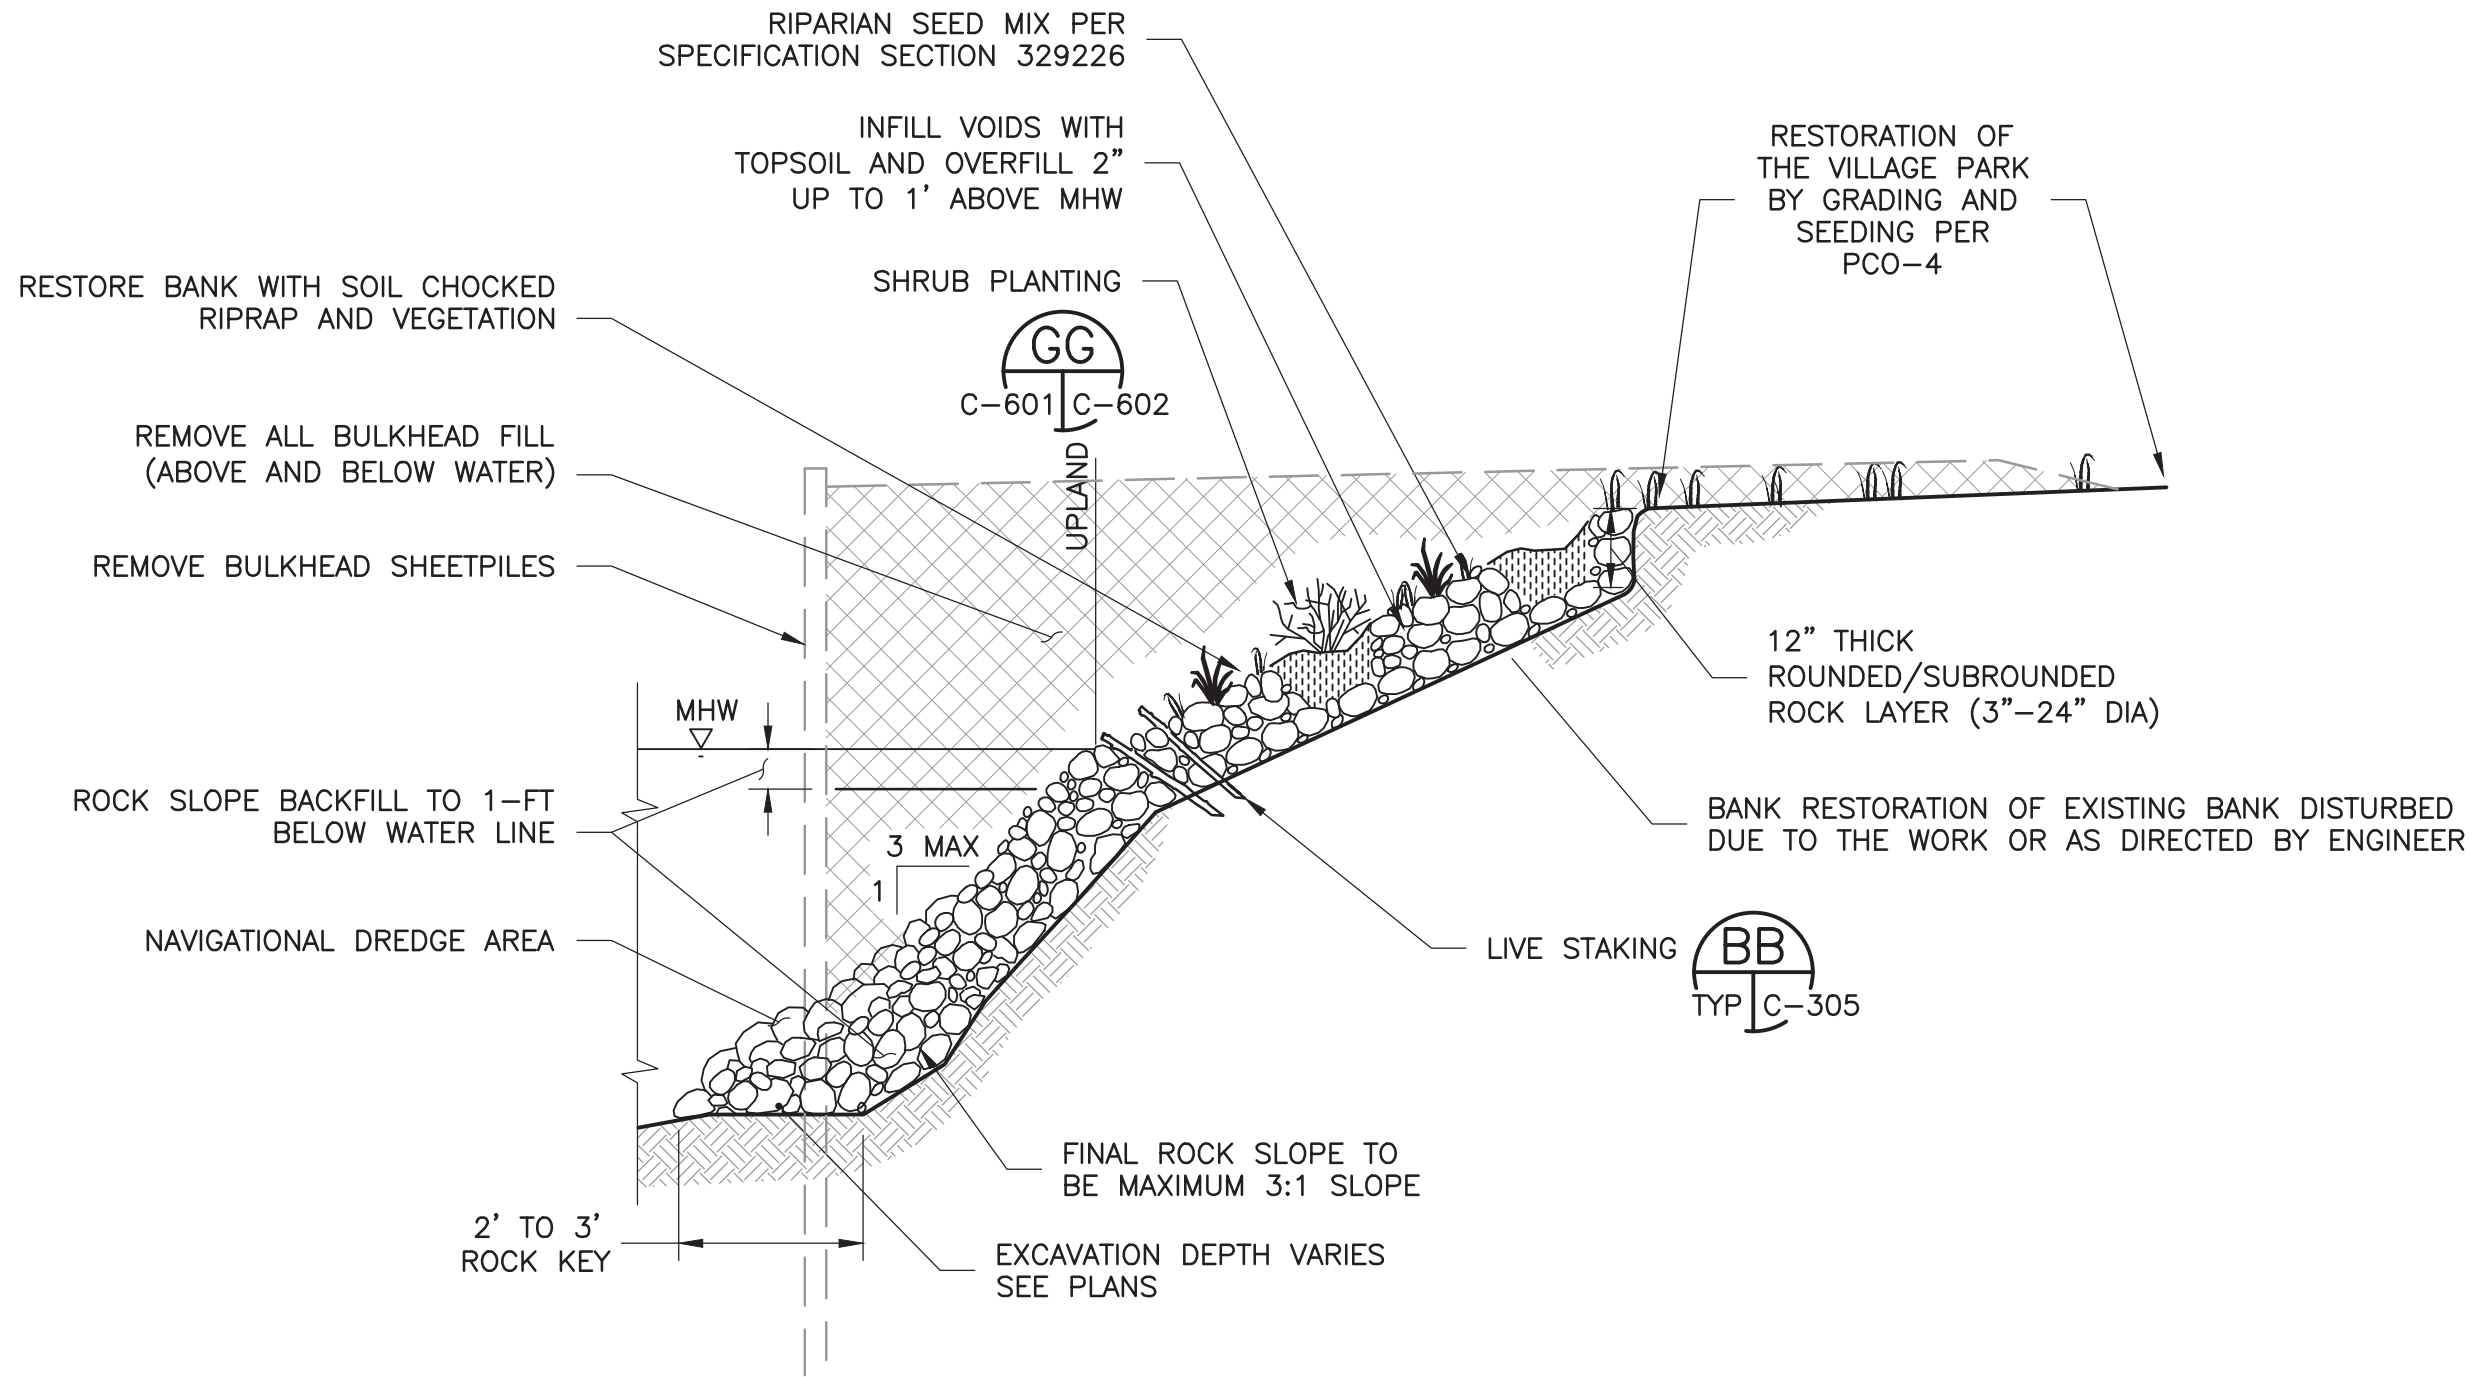 RIPARIAN SEED MIX PER
SPECIFICATION SECTION 329226
INFILL VOIDS WITH
TOPSOIL AND OVERFILL 2”
UP TO 1’ ABOVE MHW
RESTORATION OF
THE VILLAGE PARK
BY GRADING AND
SEEDING PER
PCO-4
RESTORE BANK WITH SOIL CHOCKED
RIPRAP AND VEGETATION
SHRUB PLANTING
GG
C-601 C-602
UPLAND
REMOVE ALL BULKHEAD FILL
(ABOVE AND BELOW WATER)
REMOVE BULKHEAD SHEETPILES
12” THICK
ROUNDED/SUBROUNDED
ROCK LAYER (3”-24” DIA)
MHW
ROCK SLOPE BACKFILL TO 1-FT
BELOW WATER LINE
3 MAX
1
BANK RESTORATION OF EXISTING BANK DISTURBED
DUE TO THE WORK OR AS DIRECTED BY ENGINEER
NAVIGATIONAL DREDGE AREA
LIVE STAKING
BB
TYP C-305
FINAL ROCK SLOPE TO
BE MAXIMUM 3:1 SLOPE
2’ TO 3’
ROCK KEY
EXCAVATION DEPTH VARIES
SEE PLANS